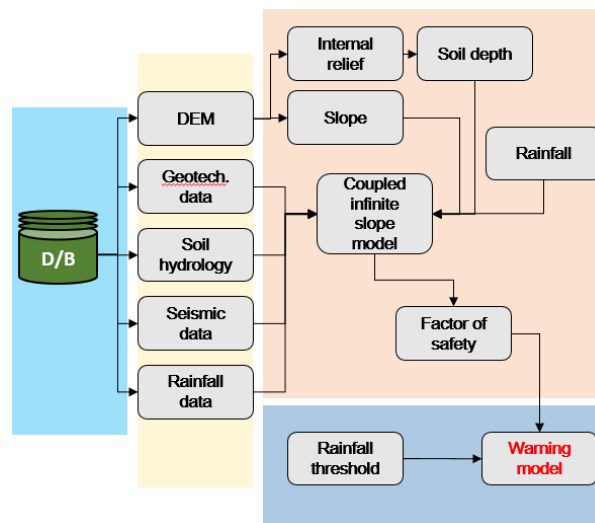 Internal
relief
Soil depth
DEM
Slope
Rainfall
Geotech.
data
Coupled
infinite
slope
model
D/B
Soil
hydrology
Seismic
data
Factor of
safety
Rainfall
data
Rainfall
threshold
Warning
model